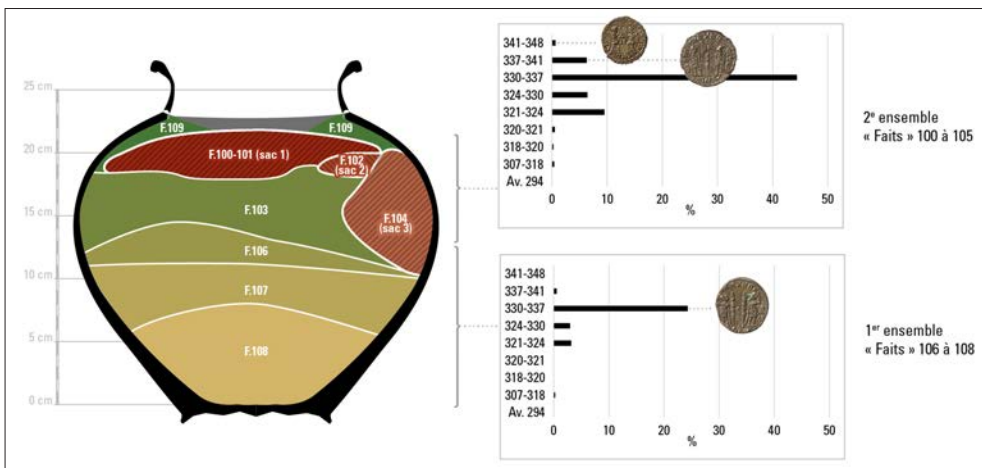 25 cm
20 cm
15 cm
10 cm
5 cm
0 cm
F.109
F.109
F.100-101 (sac 1)
F.102
(sac 2)
F.103
F.104
(sac 3)
F.106
F.107
F.108
341-348
337-341
330-337
324-330
321-324
320-321
318-320
307-318
Av. 294
0 10 20 30 40 50
%
2e ensemble
« Faits » 100 à 105
341-348
337-341
330-337
324-330
321-324
320-321
318-320
307-318
Av. 294
0 10 20 30 40 50
%
1er ensemble
« Faits » 106 à 108